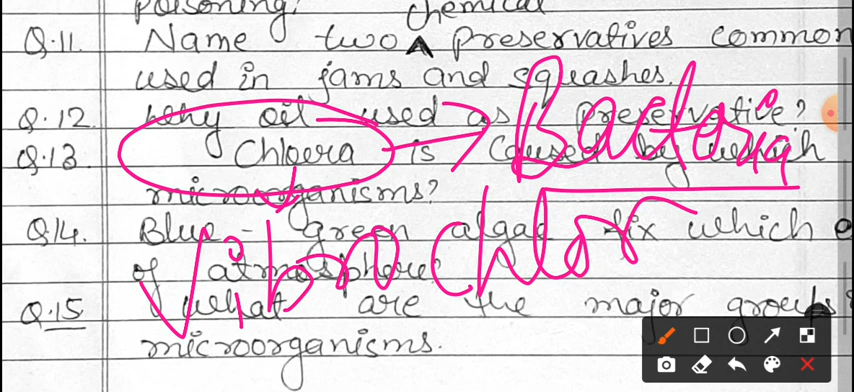 poisoning. chemical
Q.11 Name two ^ Preservatives common
used in jams and squashes.
Q.12 Why oil used as Preservative?
Q.13 Chloera is caused by which
microorganisms?
Bacteria
Q.14. Blue-green algae fix which
of atmosphere?
Vibrio Chlor
Q.15 What are the major groups
microorganisms.